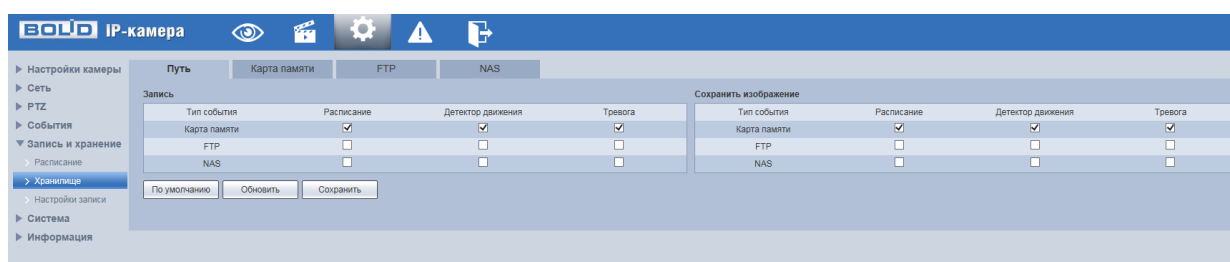 BOLID IP-камера
Настройки камеры
Сеть
PTZ
События
Запись и хранение
Расписание
Хранилище
Настройки записи
Система
Информация
Путь Карта памяти FTP NAS
Запись
Тип события Расписание Детектор движения Тревога
Карта памяти
FTP
NAS
По умолчанию Обновить Сохранить
Сохранить изображение
Тип события Расписание Детектор движения Тревога
Карта памяти
FTP
NAS